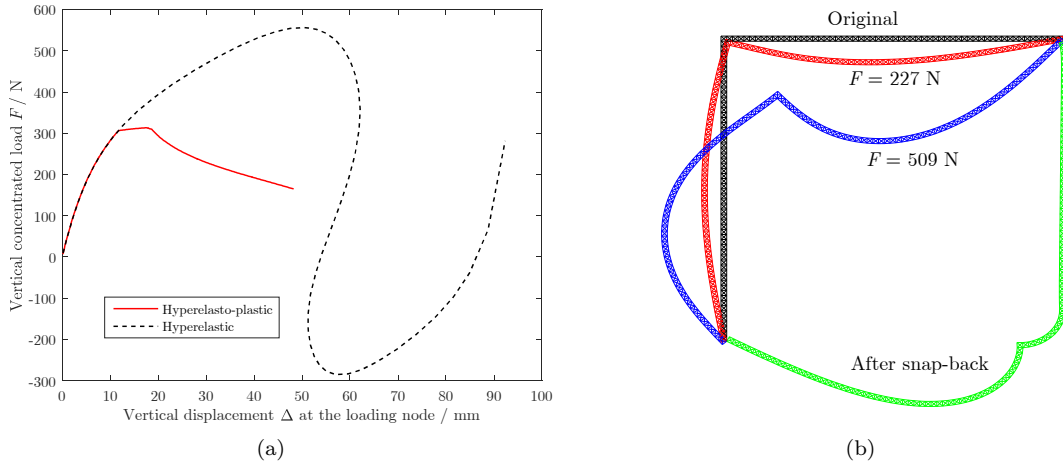 600
500
400
300
200
100
0
-100
-200
-300
0 10 20 30 40 50 60 70 80 90 100
Vertical concentrated load F / N
Vertical displacement Δ at the loading node / mm
Hyperelasto-plastic
Hyperelastic
(a)
Original
F = 227 N
F = 509 N
After snap-back
(b)